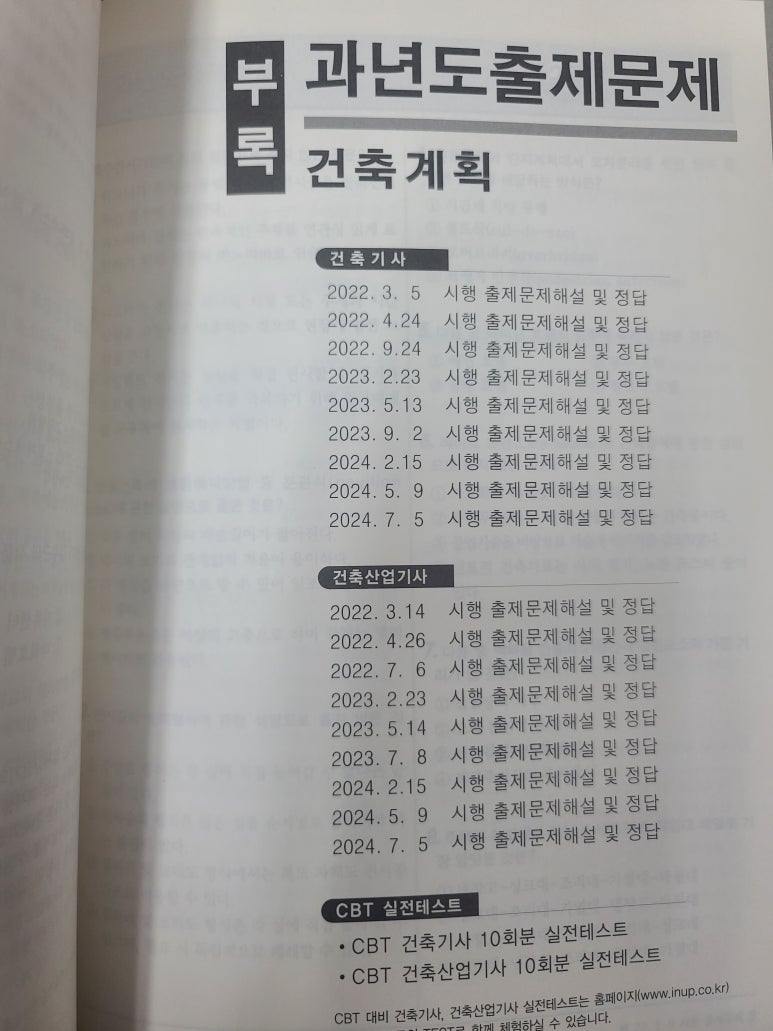 부록
과년도출제문제
건축계획
건축기사
2022. 3. 5 시행 출제문제해설 및 정답
2022. 4.24 시행 출제문제해설 및 정답
2022. 9.24 시행 출제문제해설 및 정답
2023. 2.23 시행 출제문제해설 및 정답
2023. 5.13 시행 출제문제해설 및 정답
2023. 9. 2 시행 출제문제해설 및 정답
2024. 2.15 시행 출제문제해설 및 정답
2024. 5. 9 시행 출제문제해설 및 정답
2024. 7. 5 시행 출제문제해설 및 정답
건축산업기사
2022. 3.14 시행 출제문제해설 및 정답
2022. 4.26 시행 출제문제해설 및 정답
2022. 7. 6 시행 출제문제해설 및 정답
2023. 2.23 시행 출제문제해설 및 정답
2023. 5.14 시행 출제문제해설 및 정답
2023. 7. 8 시행 출제문제해설 및 정답
2024. 2.15 시행 출제문제해설 및 정답
2024. 5. 9 시행 출제문제해설 및 정답
2024. 7. 5 시행 출제문제해설 및 정답
CBT 실전테스트
•CBT 건축기사 10회분 실전테스트
•CBT 건축산업기사 10회분 실전테스트
CBT 대비 건축기사, 건축산업기사 실전테스트는 홈페이지(www.inup.co.kr)
TEST로 함께 체험하실 수 있습니다.